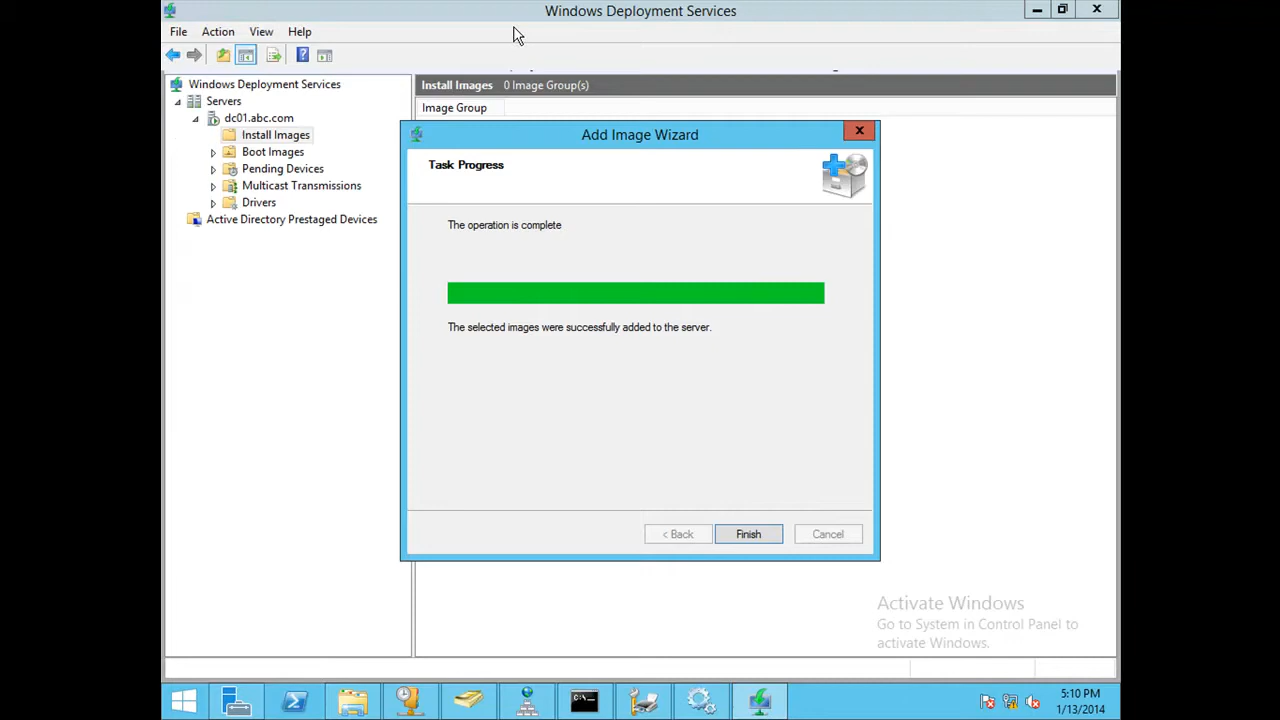 Windows Deployment Services
File Action View Help
Windows Deployment Services
Servers
dc01.abc.com
Install Images
Boot Images
Pending Devices
Multicast Transmissions
Drivers
Active Directory Prestaged Devices
Install Images 0 Image Group(s)
Image Group
Add Image Wizard
Task Progress
The operation is complete
The selected images were successfully added to the server.
< Back Finish Cancel
Activate Windows
Go to System in Control Panel to
activate Windows.
5:10 PM
1/13/2014